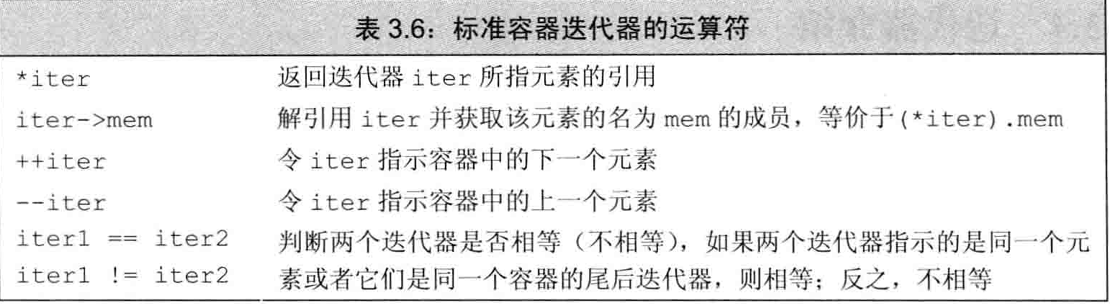 表 3.6：标准容器迭代器的运算符
*iter 返回迭代器 iter 所指元素的引用
iter->mem 解引用 iter 并获取该元素的名为 mem 的成员，等价于(*iter).mem
++iter 令 iter 指示容器中的下一个元素
--iter 令 iter 指示容器中的上一个元素
iter1 == iter2 判断两个迭代器是否相等（不相等），如果两个迭代器指示的是同一个元
iter1 != iter2 素或者它们是同一个容器的尾后迭代器，则相等；反之，不相等